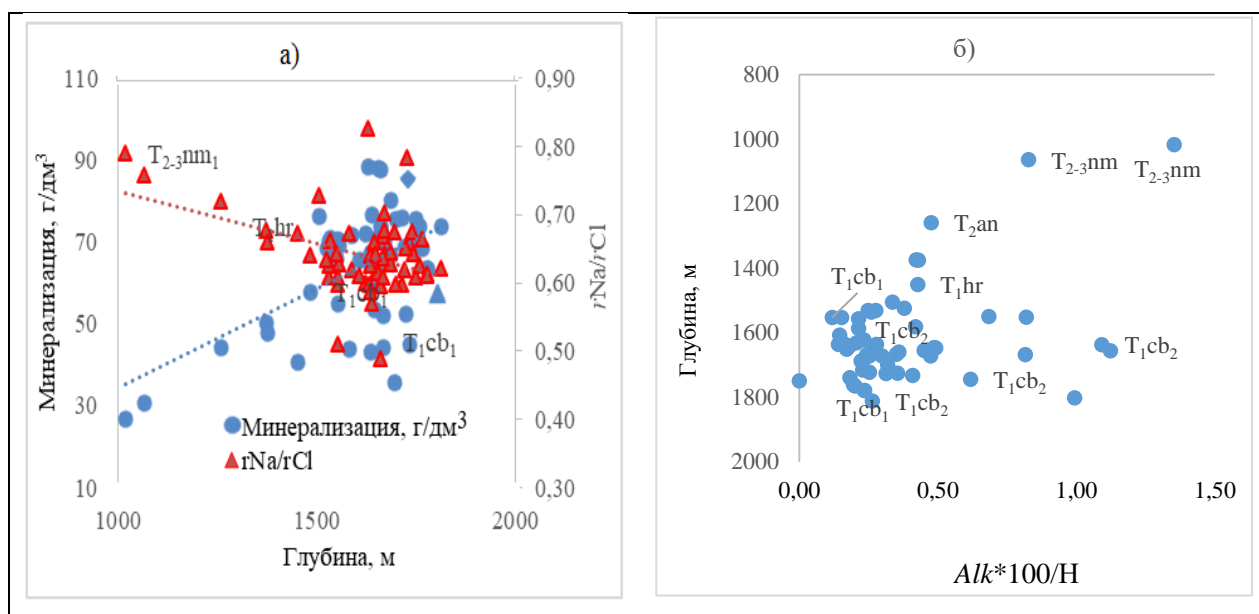 а)
110
90
70
50
30
10
0,90
0,80
0,70
0,60
0,50
0,40
0,30
1000
1500
2000
Минерализация, г/дм³
rNa/rCl
Глубина, м
T₂₋₃nm₁
T₁hr
T₁cb₁
T₁cb₁
Минерализация, г/дм³
rNa/rCl
б)
800
1000
1200
1400
1600
1800
2000
Глубина, м
0,00
0,50
1,00
1,50
Alk*100/H
T₂₋₃nm
T₂₋₃nm
T₂an
T₁cb₁
T₁hr
T₁cb₂
T₁cb₂
T₁cb₂
T₁cb₁
T₁cb₂